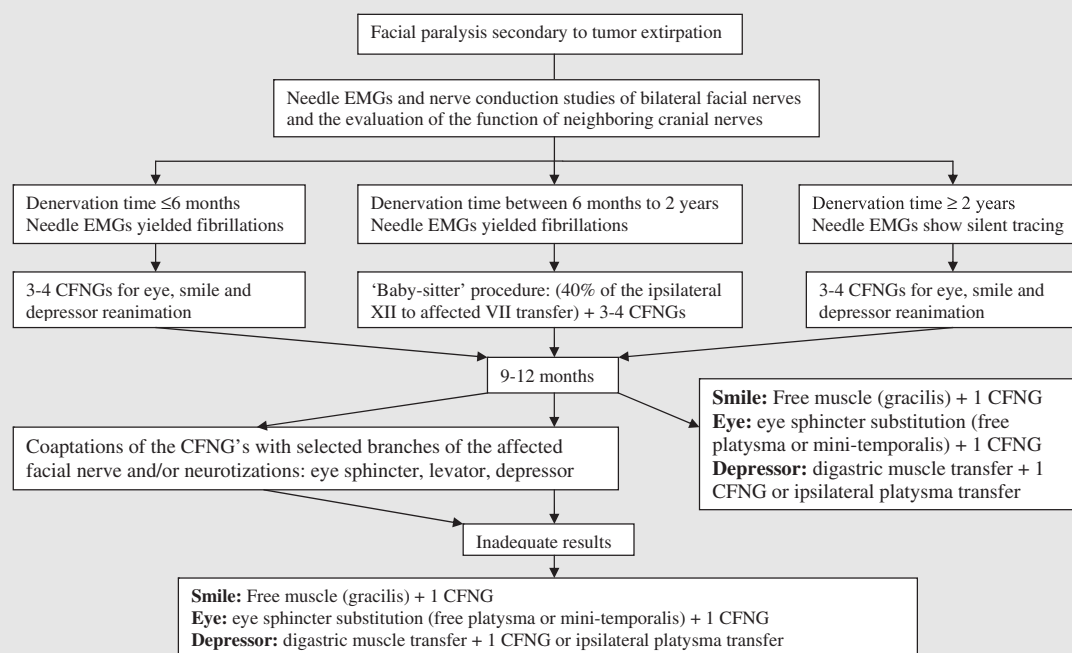 Facial paralysis secondary to tumor extirpation
Needle EMGs and nerve conduction studies of bilateral facial nerves
and the evaluation of the function of neighboring cranial nerves
Denervation time ≤6 months
Needle EMGs yielded fibrillations
Denervation time between 6 months to 2 years
Needle EMGs yielded fibrillations
Denervation time ≥ 2 years
Needle EMGs show silent tracing
3-4 CFNGs for eye, smile and
depressor reanimation
‘Baby-sitter’ procedure: (40% of the ipsilateral
XII to affected VII transfer) + 3-4 CFNGs
3-4 CFNGs for eye, smile and
depressor reanimation
9-12 months
Smile: Free muscle (gracilis) + 1 CFNG
Eye: eye sphincter substitution (free
platysma or mini-temporalis) + 1 CFNG
Depressor: digastric muscle transfer + 1
CFNG or ipsilateral platysma transfer
Coaptations of the CFNG’s with selected branches of the affected
facial nerve and/or neurotizations: eye sphincter, levator, depressor
Inadequate results
Smile: Free muscle (gracilis) + 1 CFNG
Eye: eye sphincter substitution (free platysma or mini-temporalis) + 1 CFNG
Depressor: digastric muscle transfer + 1 CFNG or ipsilateral platysma transfer